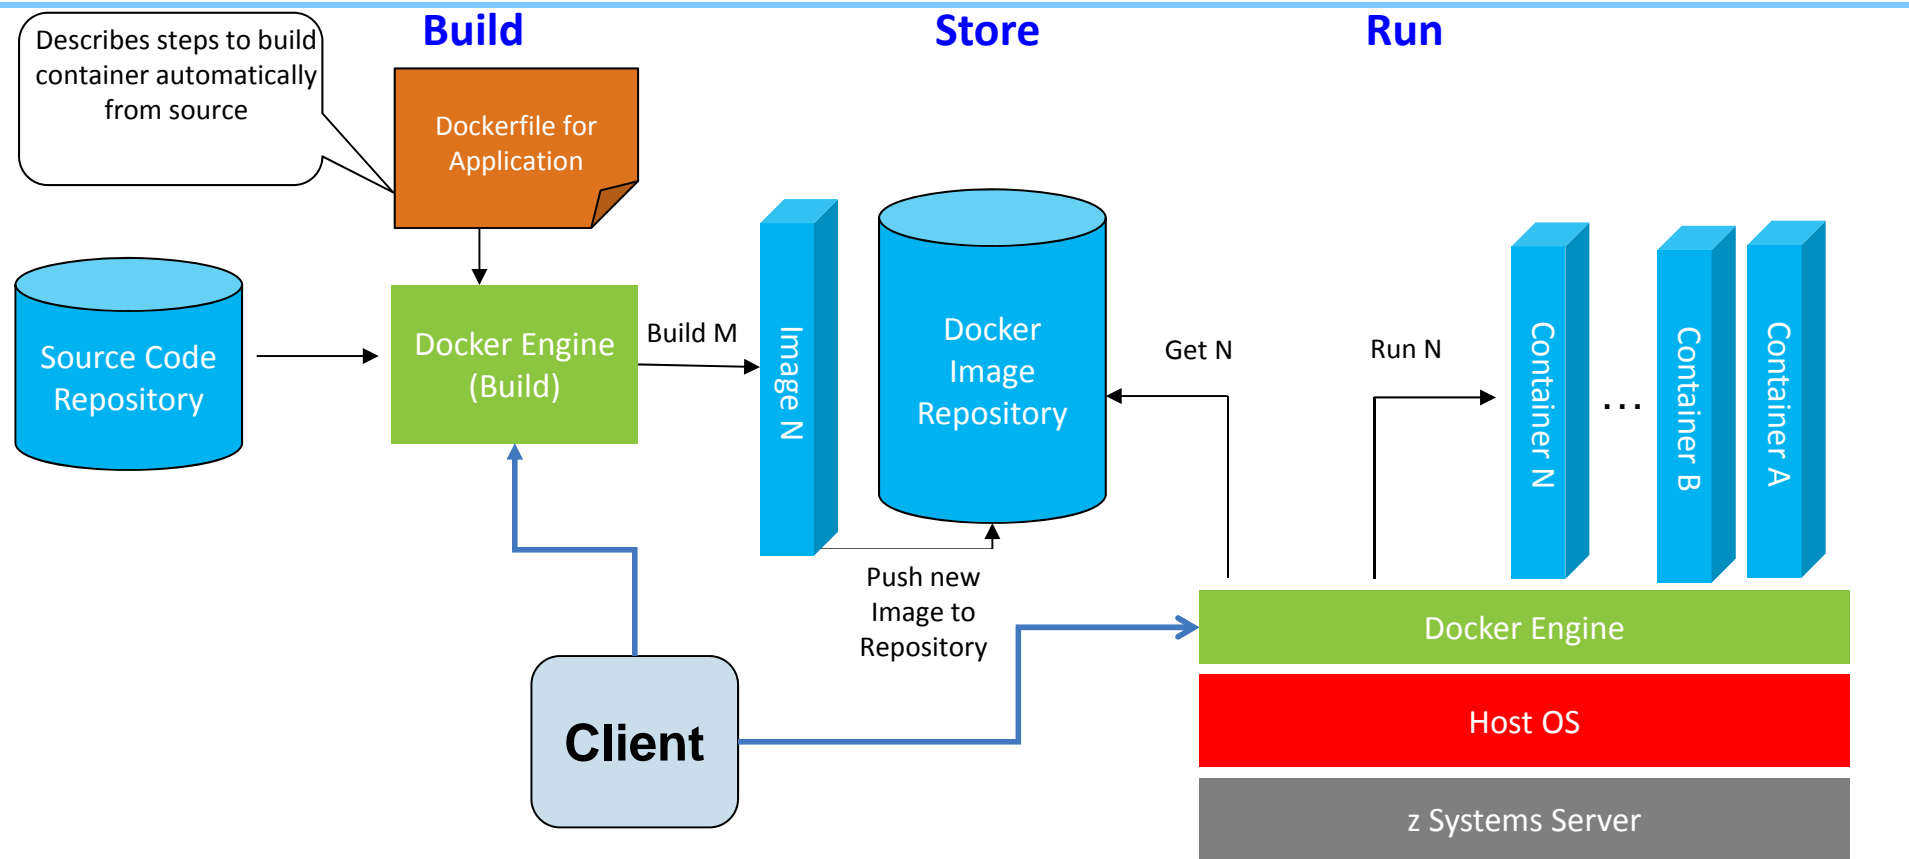 Build
Store
Run
Describes steps to build
container automatically
from source
Dockerfile for
Application
Source Code
Repository
Docker Engine
(Build)
Build M
Image N
Docker
Image
Repository
Push new
Image to
Repository
Get N
Run N
Container N
...
Container B
Container A
Client
Docker Engine
Host OS
z Systems Server